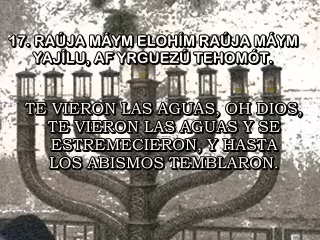 17. RAÚJA MÁYM ELOHÍM RAÚJA MÁYM
YAJÍLU, AF YRGUEZÚ TEHOMÓT.
TE VIERON LAS AGUAS, OH DIOS,
TE VIERON LAS AGUAS Y SE
ESTREMECIERON, Y HASTA
LOS ABISMOS TEMBLARON.